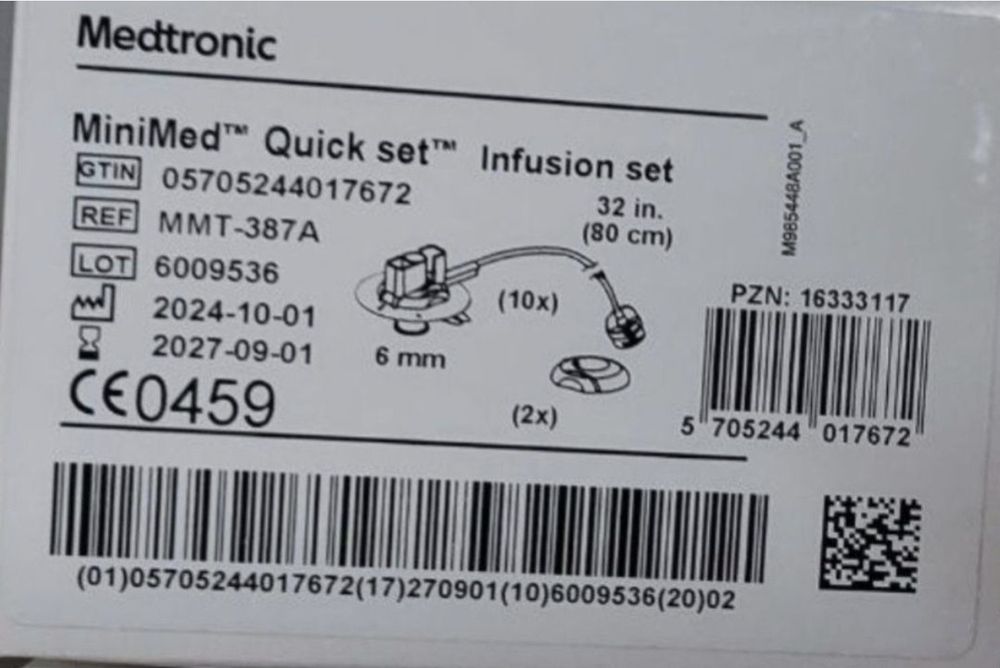 Medtronic
MiniMed™ Quick set™ Infusion set
GTIN 05705244017672
32 in.
(80 cm)
REF MMT-387A
LOT 6009536
2024-10-01
2027-09-01
(10x)
6 mm
(2x)
CE0459
M985448A001_A
PZN: 16333117
5 705244 017672
(01)05705244017672(17)270901(10)6009536(20)02